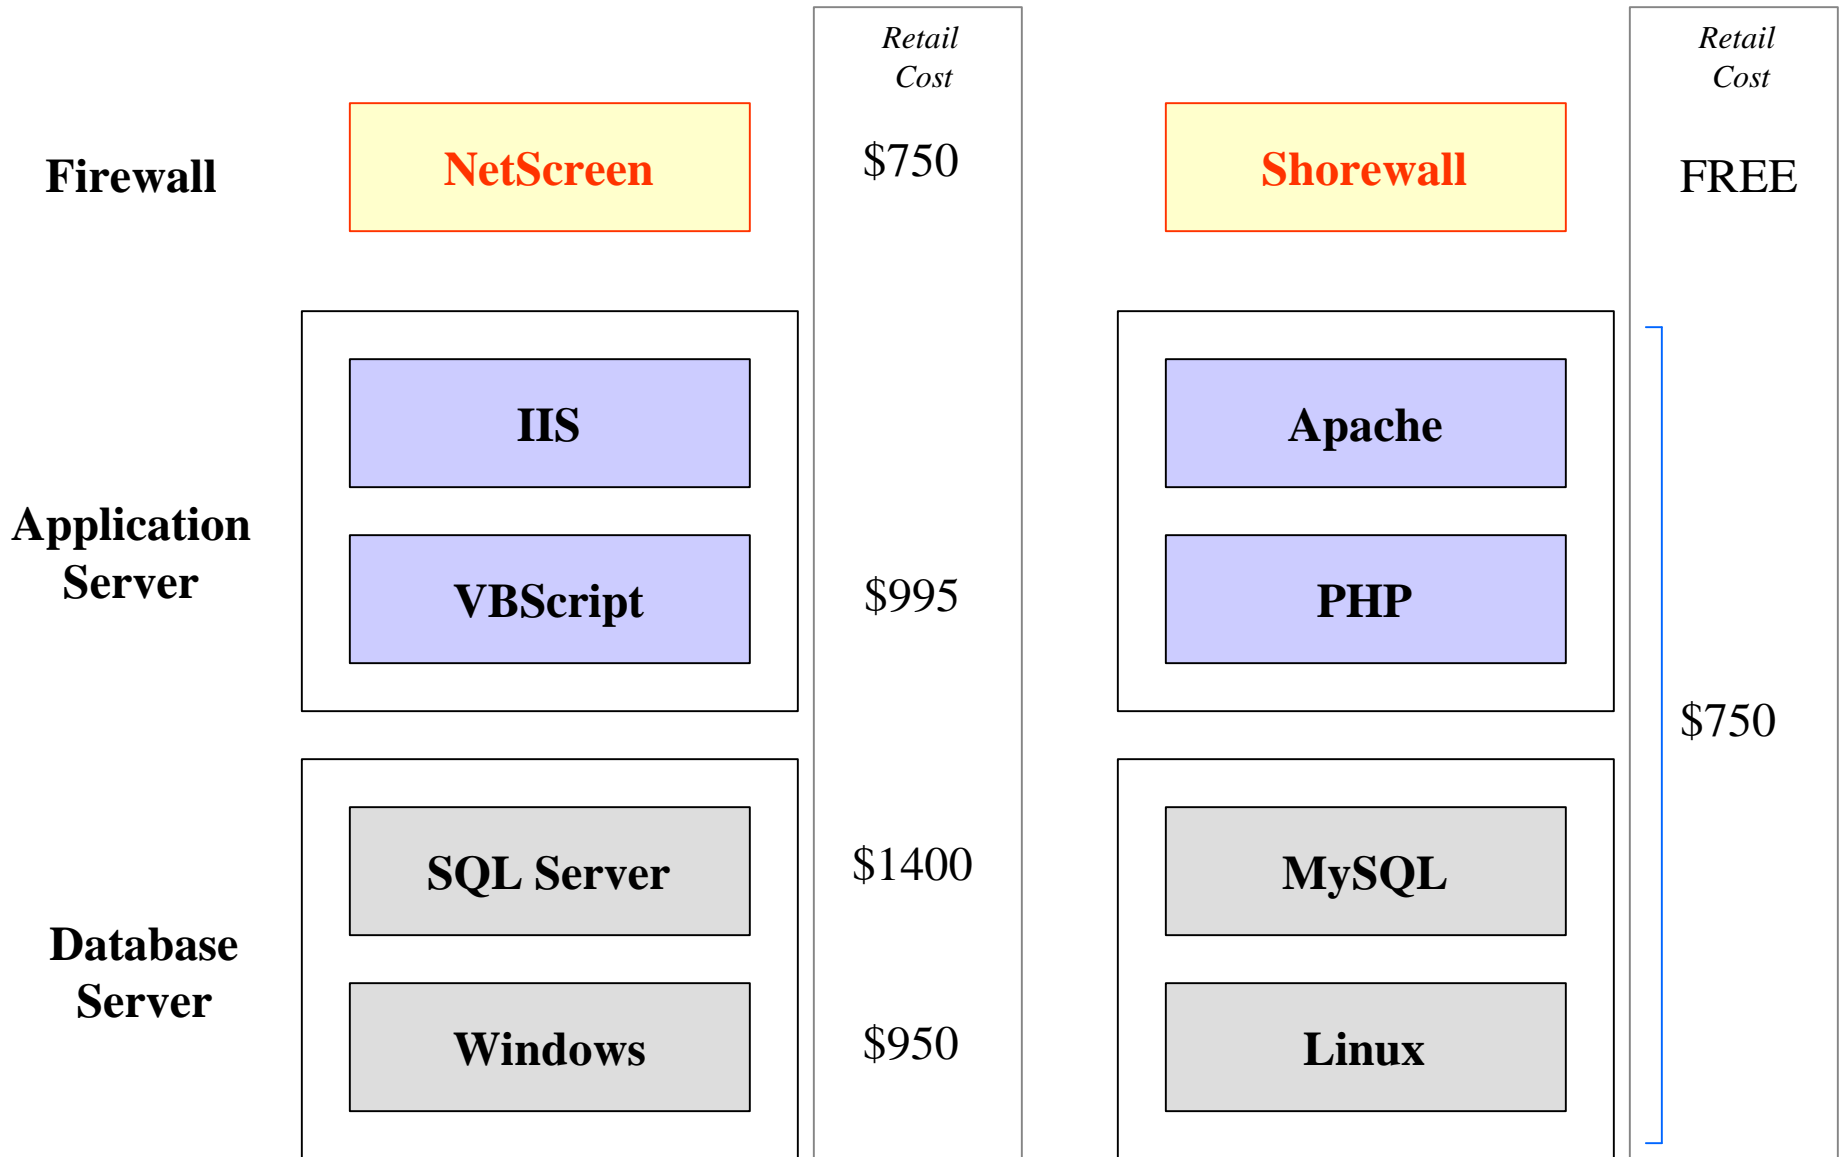 Retail
Cost
Retail
Cost
Firewall
NetScreen
$750
Shorewall
FREE
IIS
Apache
Application
Server
VBScript
$995
PHP
$750
SQL Server
$1400
MySQL
Database
Server
Windows
$950
Linux